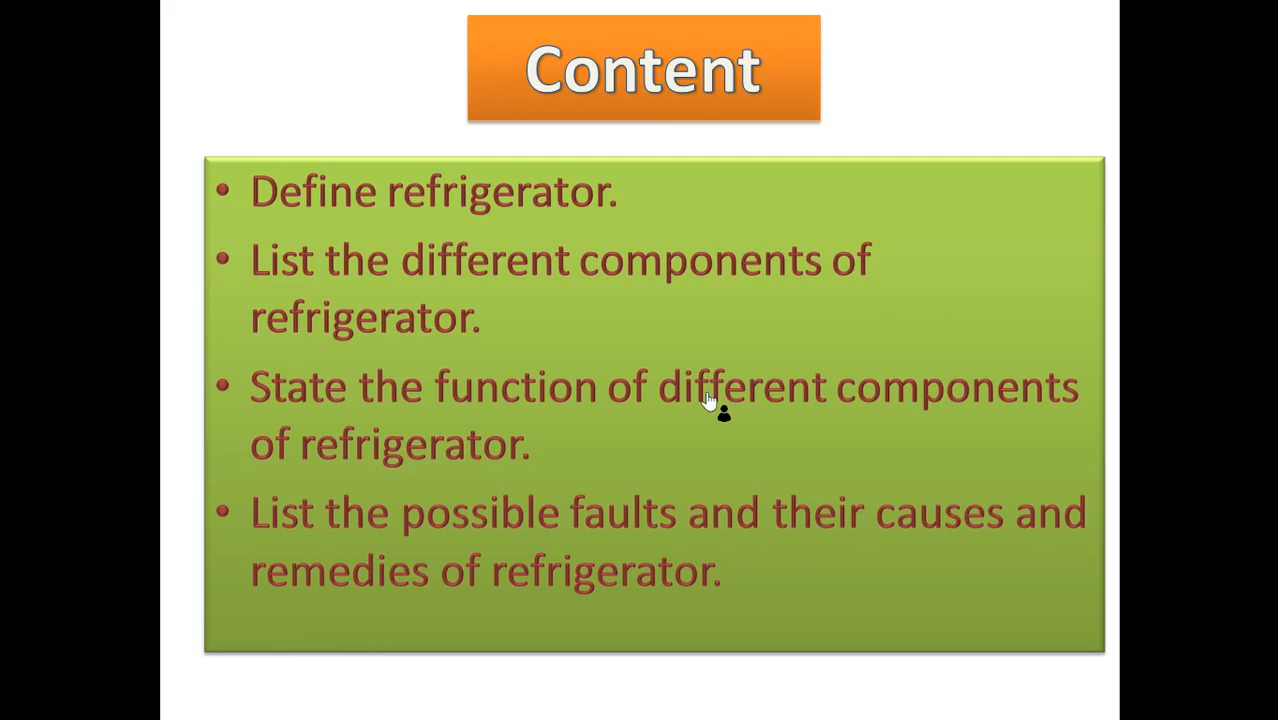 Content
• Define refrigerator.
• List the different components of
refrigerator.
• State the function of different components
of refrigerator.
• List the possible faults and their causes and
remedies of refrigerator.